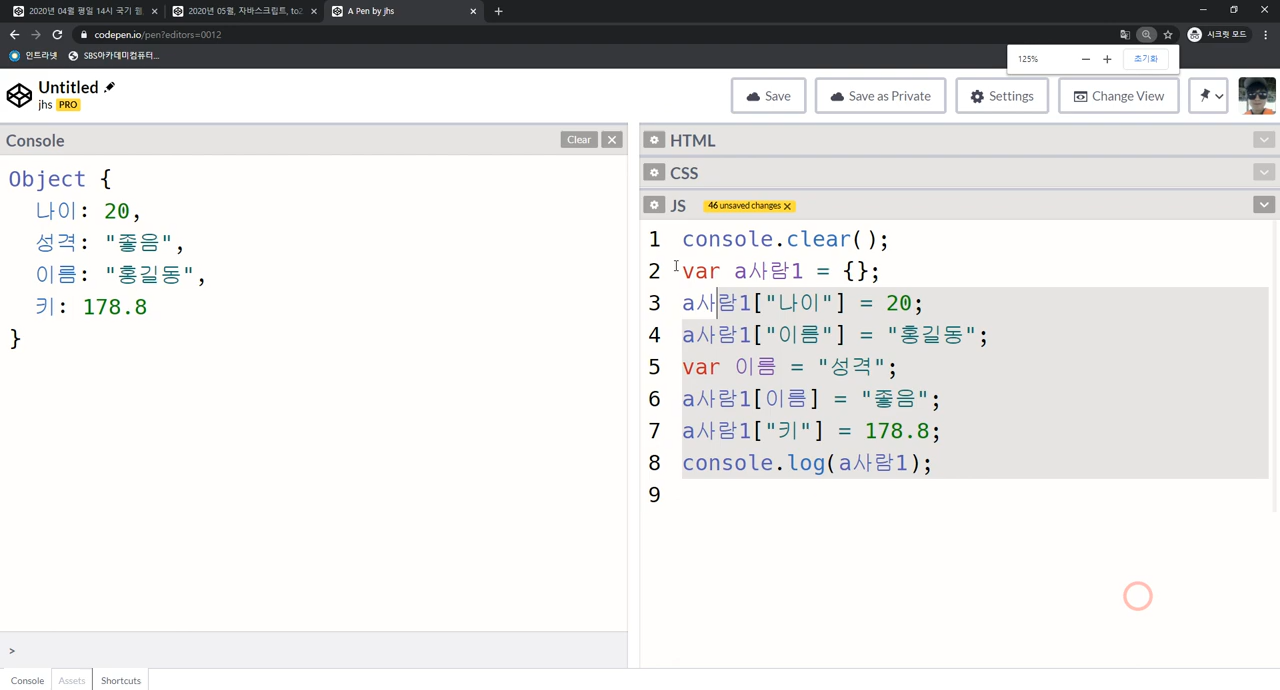 2020년 04월 평일 14시 국기 원
2020년 05월, 자바스크립트, to2
A Pen by jhs
codepen.io/pen?editors=0012
시크릿 모드
인트라넷
SBS아카데미컴퓨터...
125%
초기화
Untitled
jhs PRO
Save
Save as Private
Settings
Change View
Console
Clear
Object {
나이: 20,
성격: "좋음",
이름: "홍길동",
키: 178.8
}
>
HTML
CSS
JS
46 unsaved changes ×
1 console.clear();
2 var a사람1 = {};
3 a사람1["나이"] = 20;
4 a사람1["이름"] = "홍길동";
5 var 이름 = "성격";
6 a사람1[이름] = "좋음";
7 a사람1["키"] = 178.8;
8 console.log(a사람1);
9
Console
Assets
Shortcuts